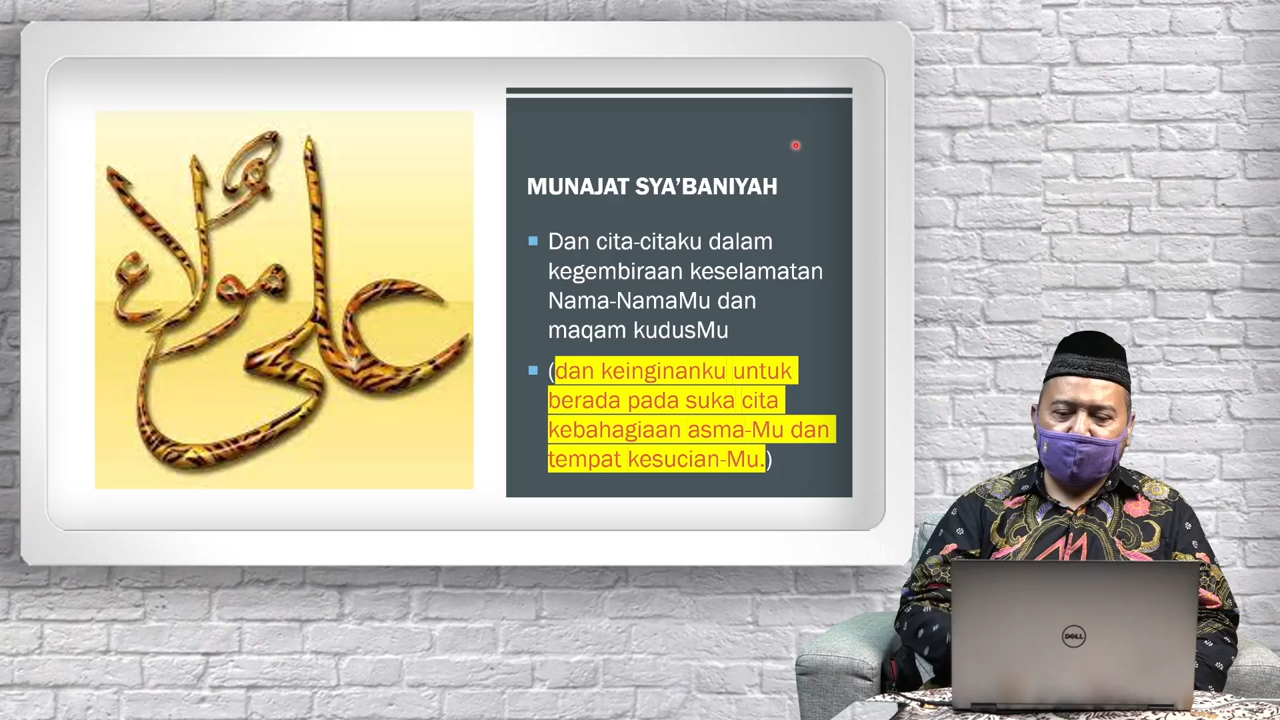 علي مولاه
MUNAJAT SYA'BANIYAH
Dan cita-citaku dalam
kegembiraan keselamatan
Nama-NamaMu dan
maqam kudusMu
(dan keinginanku untuk
berada pada suka cita
kebahagiaan asma-Mu dan
tempat kesucian-Mu.)
DELL